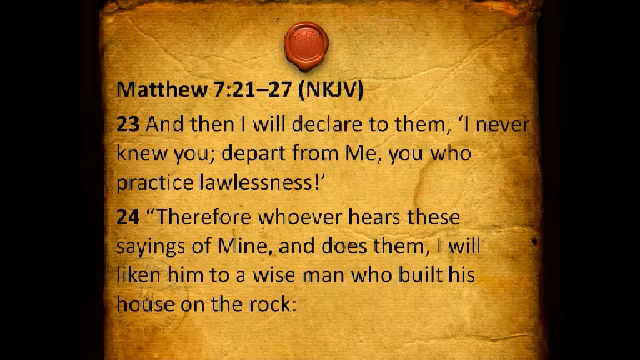 Matthew 7:21–27 (NKJV)
23 And then I will declare to them, ‘I never
knew you; depart from Me, you who
practice lawlessness!’
24 “Therefore whoever hears these
sayings of Mine, and does them, I will
liken him to a wise man who built his
house on the rock: